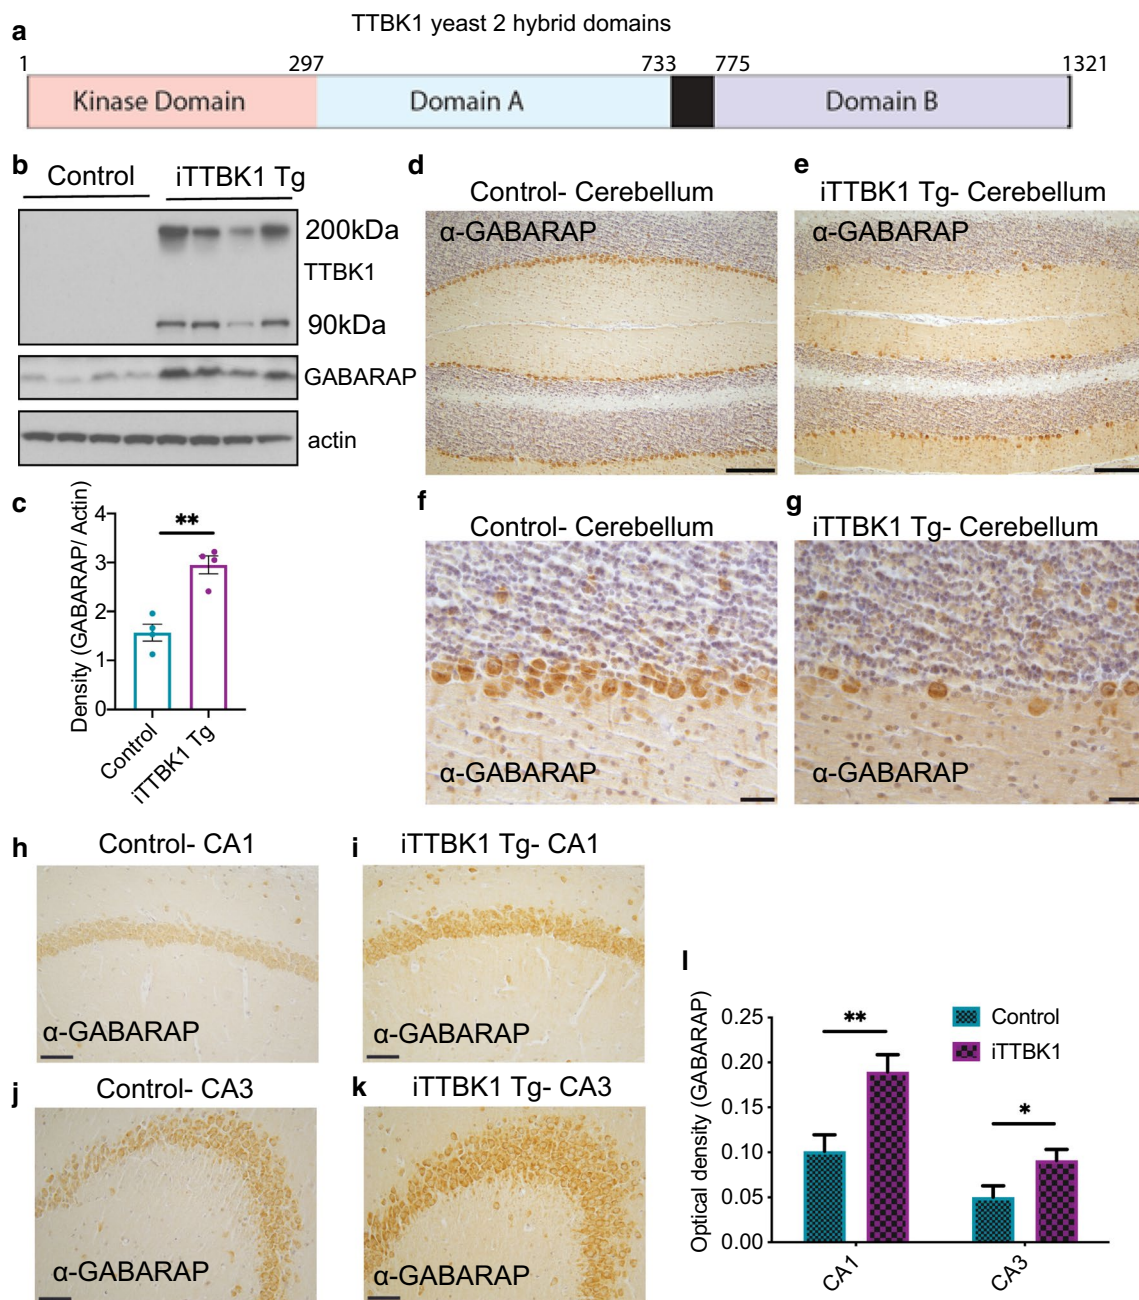 a
TTBK1 yeast 2 hybrid domains
1 297 733 775 1321
Kinase Domain Domain A Domain B
b
Control iTTBK1 Tg
200kDa
TTBK1
90kDa
GABARAP
actin
c
Density (GABARAP/ Actin)
4
3
2
1
0
**
Control
iTTBK1 Tg
d
Control- Cerebellum
α-GABARAP
e
iTTBK1 Tg- Cerebellum
α-GABARAP
f
Control- Cerebellum
α-GABARAP
g
iTTBK1 Tg- Cerebellum
α-GABARAP
h
Control- CA1
α-GABARAP
i
iTTBK1 Tg- CA1
α-GABARAP
j
Control- CA3
α-GABARAP
k
iTTBK1 Tg- CA3
α-GABARAP
l
Optical density (GABARAP)
0.25
0.20
0.15
0.10
0.05
0.00
**
*
Control
iTTBK1
CA1
CA3